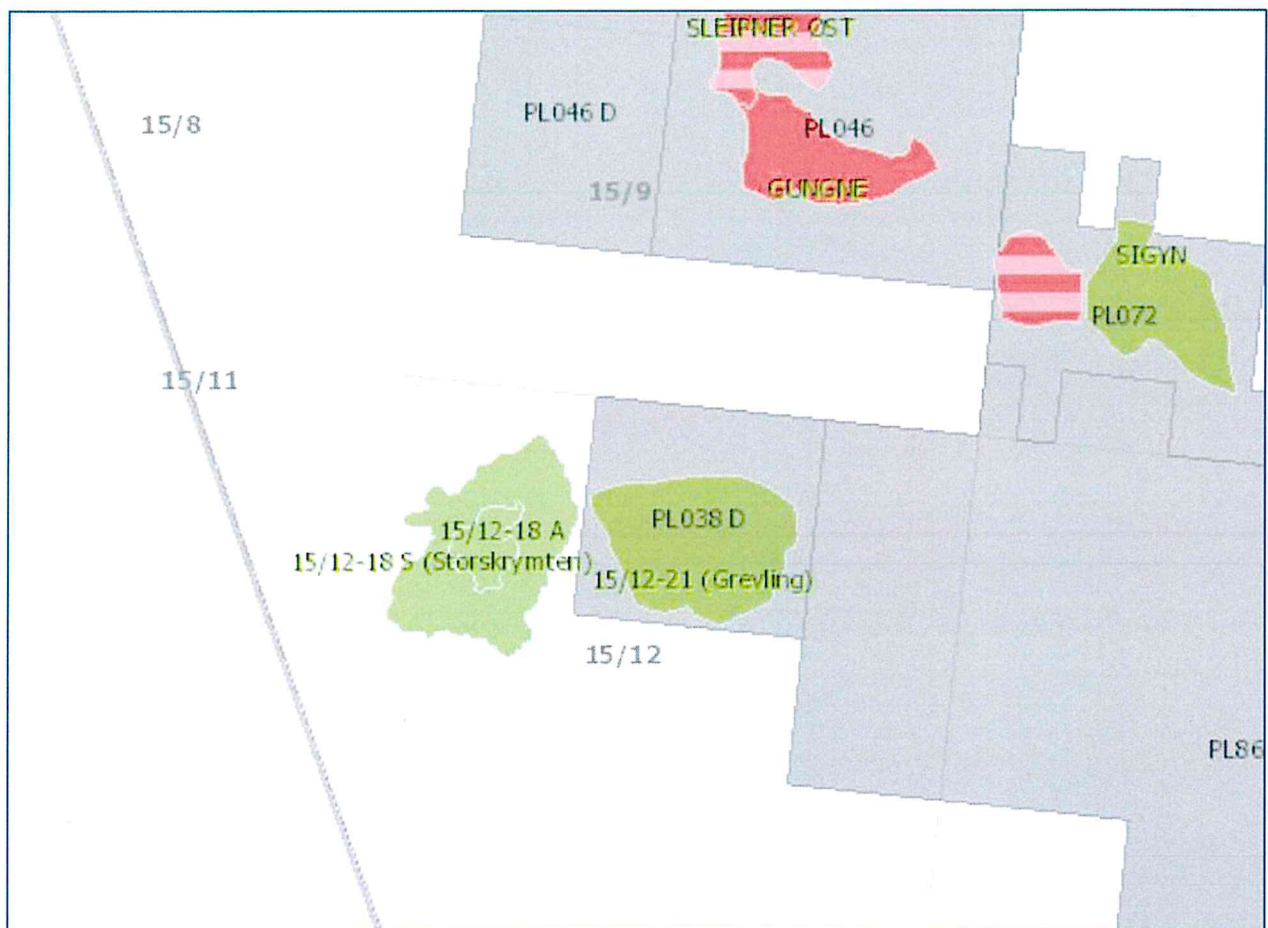 SLEIPNER ØST
15/8
PL046 D
PL046
15/9
GUNGNE
SIGYN
PL072
15/11
PL038 D
15/12-18 A
15/12-18 S (Storskrymten)
15/12-21 (Grevling)
15/12
PL86